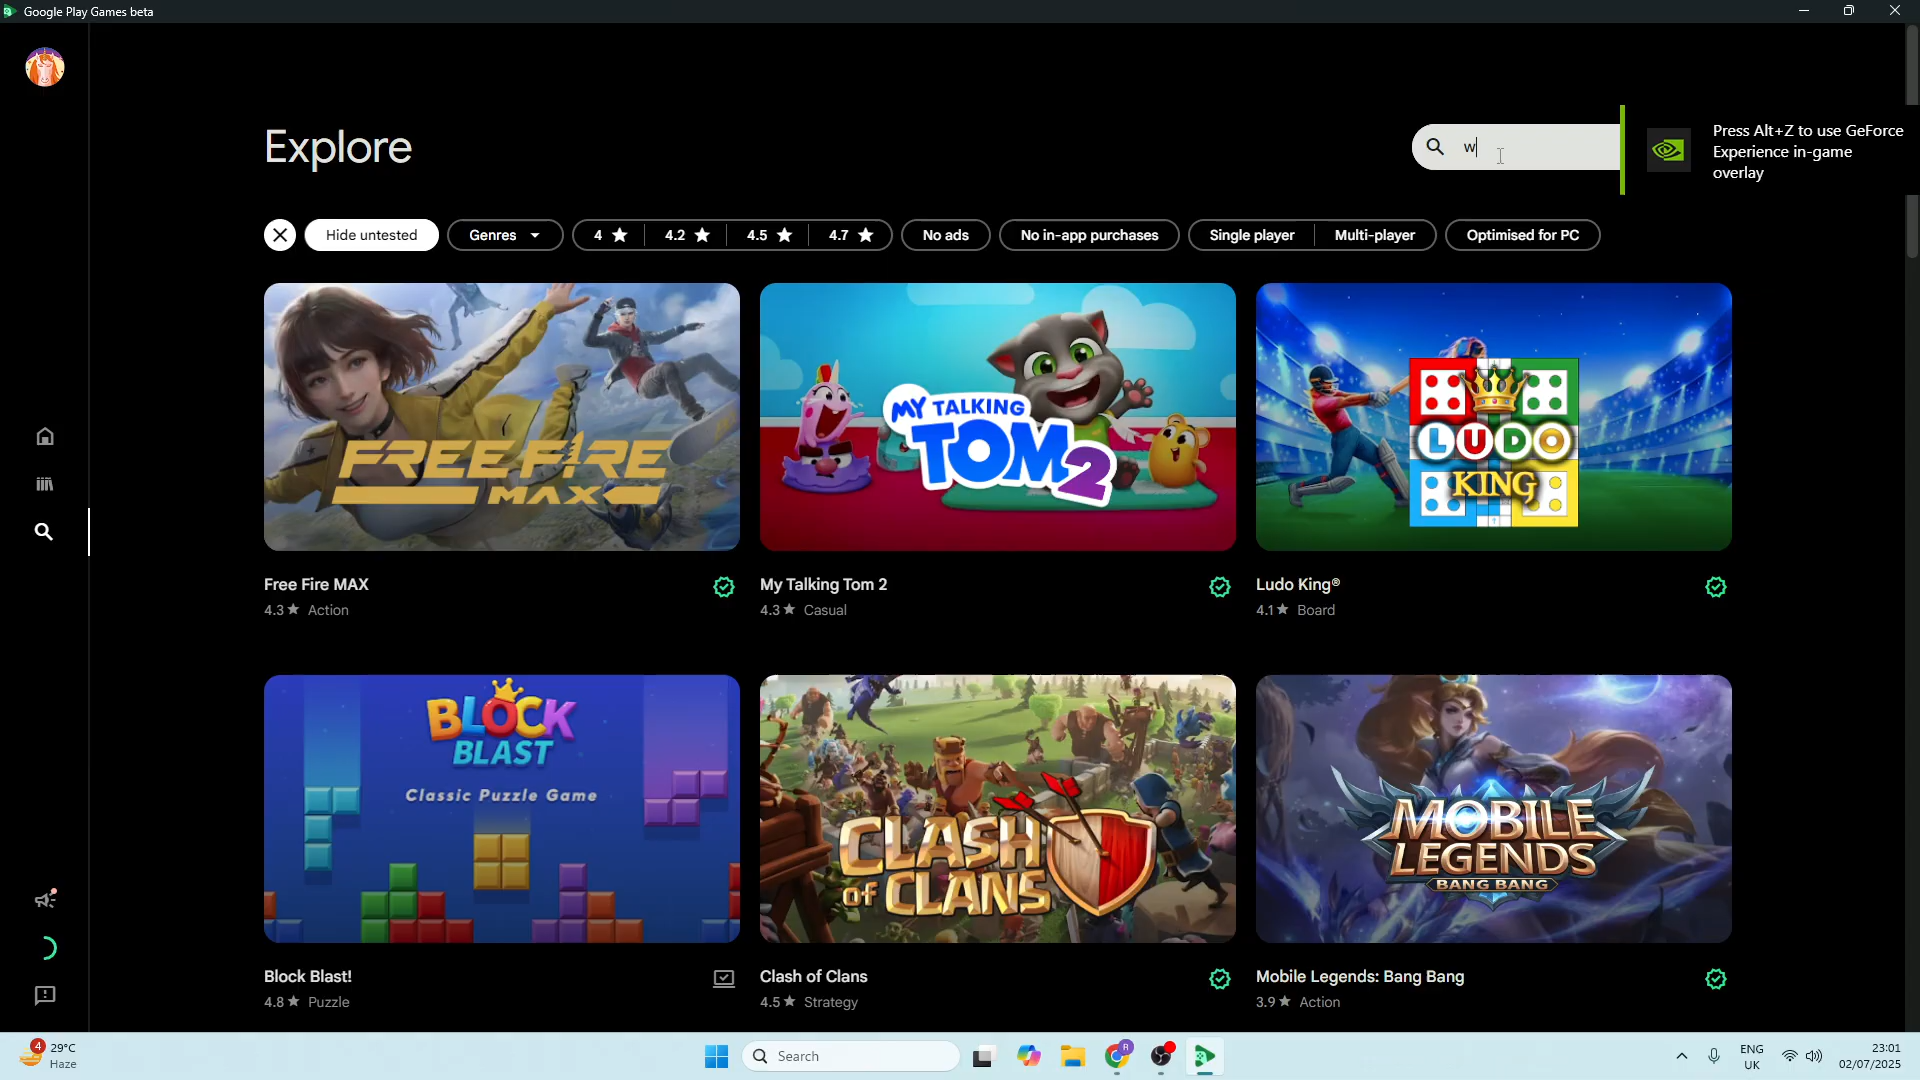 Google Play Games beta
Explore
w
Press Alt+Z to use GeForce
Experience in-game
overlay
Hide untested
Genres
4
4.2
4.5
4.7
No ads
No in-app purchases
Single player
Multi-player
Optimised for PC
FREE FIRE
MAX
MY TALKING
TOM 2
LUDO
KING
Free Fire MAX
4.3★ Action
My Talking Tom 2
4.3★ Casual
Ludo King®
4.1★ Board
BLOCK
BLAST
Classic Puzzle Game
CLASH
OF CLANS
MOBILE
LEGENDS
BANG BANG
Block Blast!
4.8★ Puzzle
Clash of Clans
4.5★ Strategy
Mobile Legends: Bang Bang
3.9★ Action
4
29°C
Haze
Search
R
ENG
UK
23:01
02/07/2025